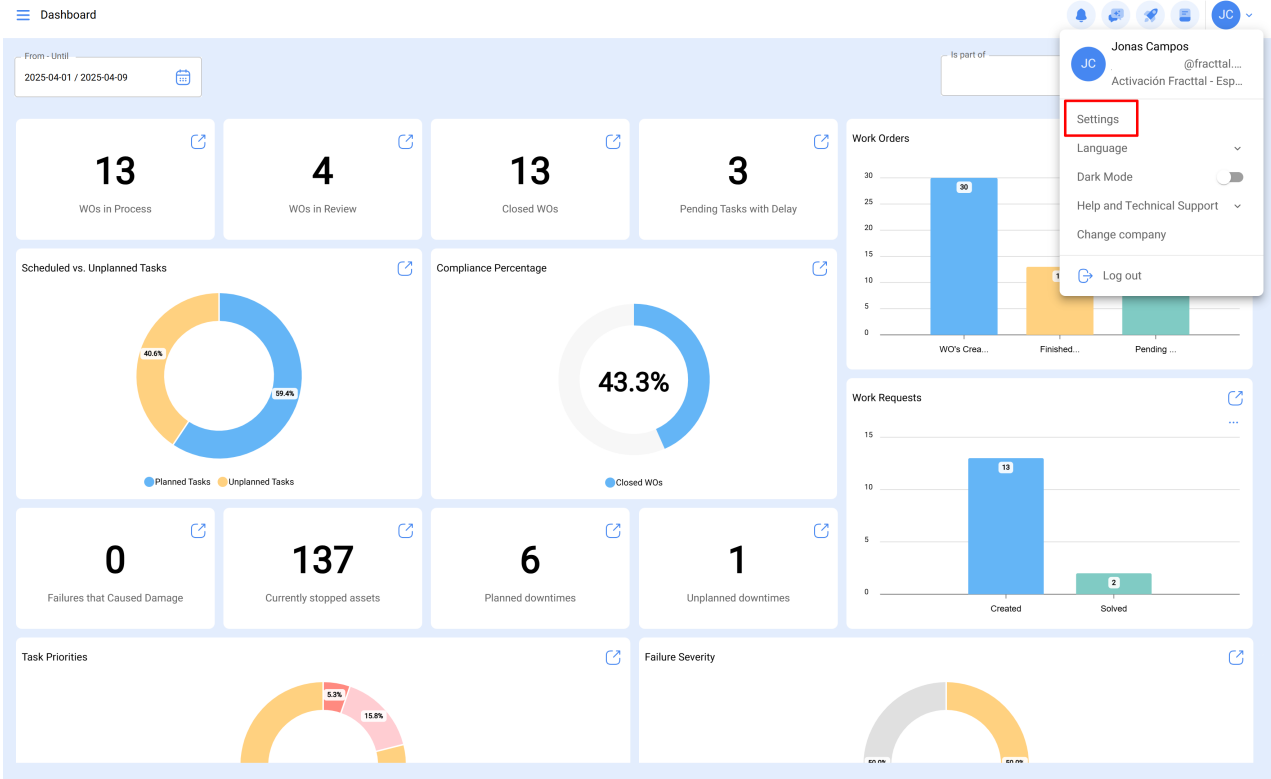 Dashboard
JC
From - Until
2025-04-01 / 2025-04-09
Is part of
JC
Jonas Campos
@fracttal....
Activación Fracttal - Esp...
Settings
Language
Dark Mode
Help and Technical Support
Change company
Log out
13
WOs in Process
4
WOs in Review
13
Closed WOs
3
Pending Tasks with Delay
Work Orders
30
25
20
15
10
5
0
30
WO's Crea...
Finished...
Pending ...
Scheduled vs. Unplanned Tasks
40.6%
59.4%
Planned Tasks
Unplanned Tasks
Compliance Percentage
43.3%
Closed WOs
Work Requests
15
10
5
0
13
2
Created
Solved
0
Failures that Caused Damage
137
Currently stopped assets
6
Planned downtimes
1
Unplanned downtimes
Task Priorities
5.3%
15.8%
Failure Severity
50.0%
50.0%